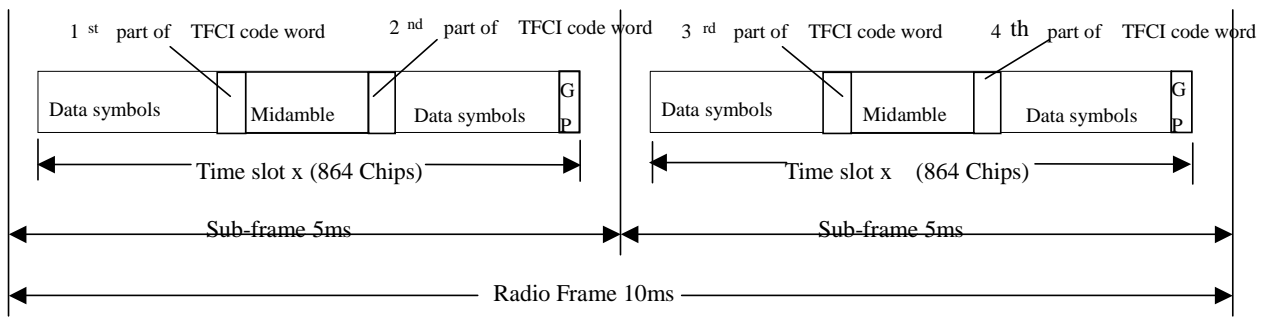 1 st part of TFCI code word
2 nd part of TFCI code word
3 rd part of TFCI code word
4 th part of TFCI code word
Data symbols
Midamble
Data symbols
G
P
Data symbols
Midamble
Data symbols
G
P
Time slot x (864 Chips)
Time slot x (864 Chips)
Sub-frame 5ms
Sub-frame 5ms
Radio Frame 10ms